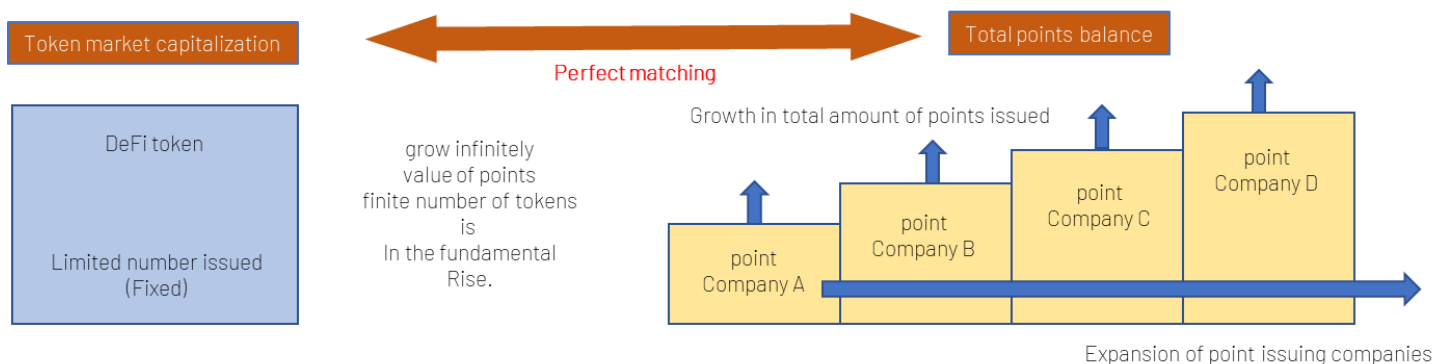 Token market capitalization
Total points balance
Perfect matching
DeFi token
Limited number issued
(Fixed)
grow infinitely
value of points
finite number of tokens
is
In the fundamental
Rise.
Growth in total amount of points issued
point
Company A
point
Company B
point
Company C
point
Company D
Expansion of point issuing companies